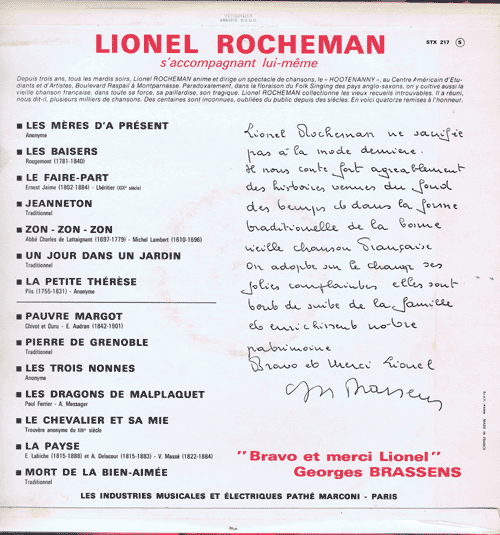 LIONEL ROCHEMAN
STX 217 S
s'accompagnant lui-même
Depuis trois ans, tous les mardis soirs, Lionel ROCHEMAN anime et dirige un spectacle de chansons, le « HOOTENANNY », au Centre Américain d'Etu-
diants et d'Artistes, Boulevard Raspail à Montparnasse. Paradoxalement, dans la floraison du Folk Singing des pays anglo-saxons, on y cultive aussi la
vieille chanson française, dans toute sa force, sa paillardise, son tragique. Lionel ROCHEMAN collectionne les vieux recueils introuvables. Il a réuni,
nous dit-il, plusieurs milliers de chansons. Des centaines sont inconnues, oubliées du public depuis des siècles. En voici quatorze remises à l'honneur.
LES MÈRES D'A PRÉSENT
Anonyme
LES BAISERS
Rougemont (1781-1840)
LE FAIRE-PART
Ernest Jaime (1802-1884) - Lhéritier (XIXe siècle)
JEANNETON
Traditionnel
ZON - ZON - ZON
Abbé Charles de Lattaignant (1697-1779) - Michel Lambert (1610-1696)
UN JOUR DANS UN JARDIN
Traditionnel
LA PETITE THÉRÈSE
Piis (1755-1831) - Anonyme
PAUVRE MARGOT
Chivot et Duru - E. Audran (1842-1901)
PIERRE DE GRENOBLE
Traditionnel
LES TROIS NONNES
Anonyme
LES DRAGONS DE MALPLAQUET
Paul Ferrier - A. Messager
LE CHEVALIER ET SA MIE
Trouvère anonyme du XIIIe siècle
LA PAYSE
E. Labiche (1815-1888) et A. Delacour (1815-1883) - V. Massé (1822-1884)
MORT DE LA BIEN-AIMÉE
Traditionnel
Lionel Rocheman ne sacrifie
pas à la mode dernière.
Il nous conte fort agréablement
des histoires venues du fond
des temps et dans la forme
traditionnelle de la bonne
vieille chanson française
On adopte sur le champ ses
jolies complaintes elles sont
tout de suite de la famille
et enrichissent notre
patrimoine
Bravo et Merci Lionel
G. Brassens
"Bravo et merci Lionel"
Georges BRASSENS
LES INDUSTRIES MUSICALES ET ÉLECTRIQUES PATHÉ MARCONI - PARIS